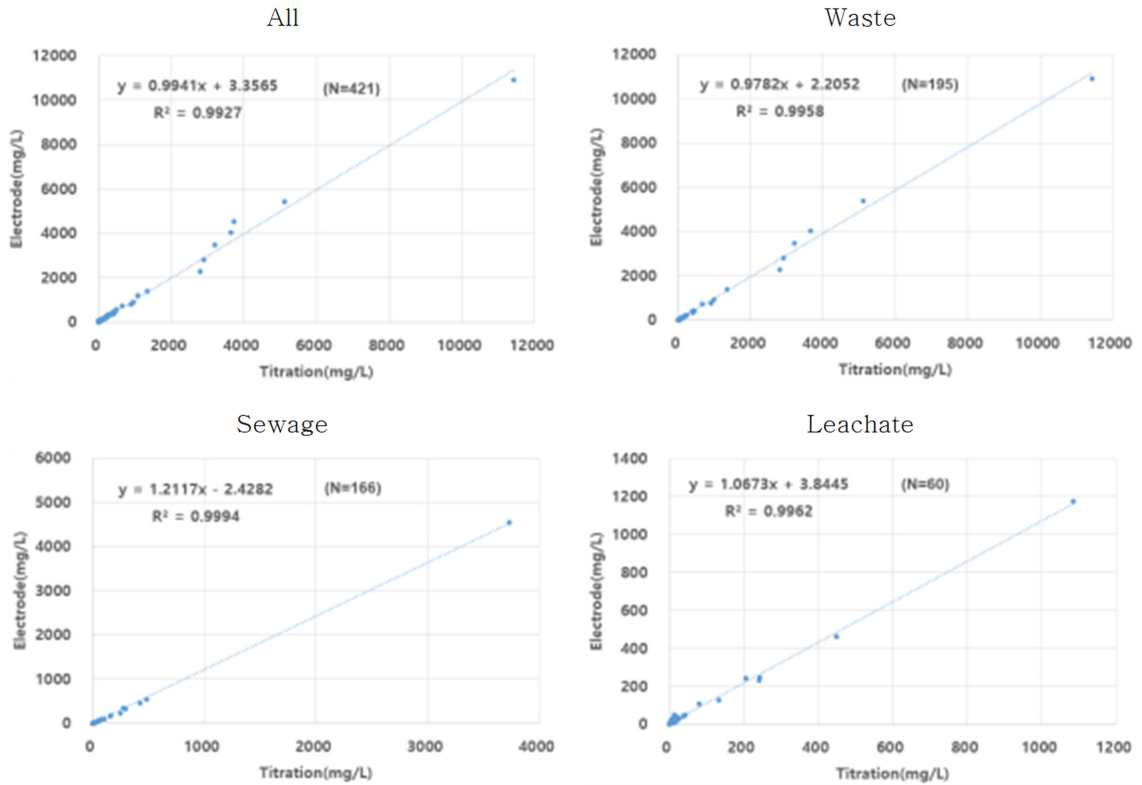 All
y = 0.9941x + 3.3565 (N=421)
R² = 0.9927
12000
10000
8000
6000
4000
2000
0
Electrode(mg/L)
0 2000 4000 6000 8000 10000 12000
Titration(mg/L)
Waste
y = 0.9782x + 2.2052 (N=195)
R² = 0.9958
12000
10000
8000
6000
4000
2000
0
Electrode(mg/L)
0 2000 4000 6000 8000 10000 12000
Titration(mg/L)
Sewage
y = 1.2117x - 2.4282 (N=166)
R² = 0.9994
6000
5000
4000
3000
2000
1000
0
Electrode(mg/L)
0 1000 2000 3000 4000
Titration(mg/L)
Leachate
y = 1.0673x + 3.8445 (N=60)
R² = 0.9962
1400
1200
1000
800
600
400
200
0
Electrode(mg/L)
0 200 400 600 800 1000 1200
Titration(mg/L)